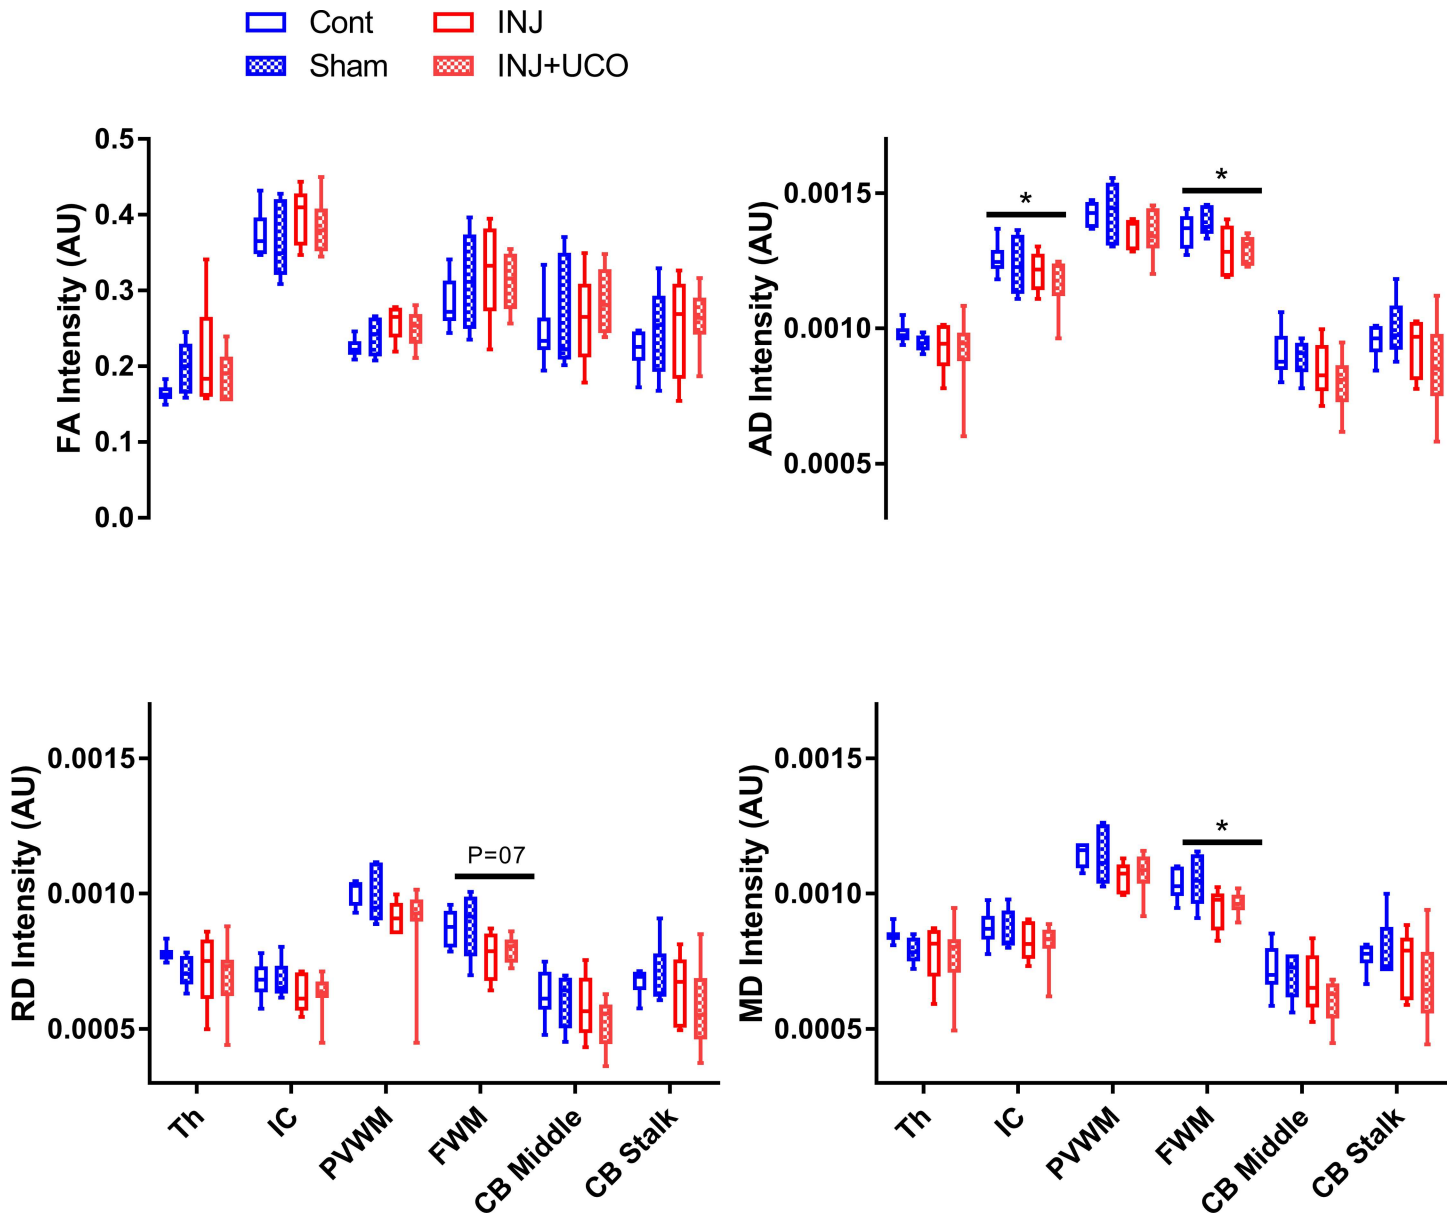 Cont INJ
Sham INJ+UCO
FA Intensity (AU)
0.5
0.4
0.3
0.2
0.1
0.0
AD Intensity (AU)
0.0015
0.0010
0.0005
*
*
RD Intensity (AU)
0.0015
0.0010
0.0005
P=07
Th IC PVWM FWM CB Middle CB Stalk
MD Intensity (AU)
0.0015
0.0010
0.0005
*
Th IC PVWM FWM CB Middle CB Stalk